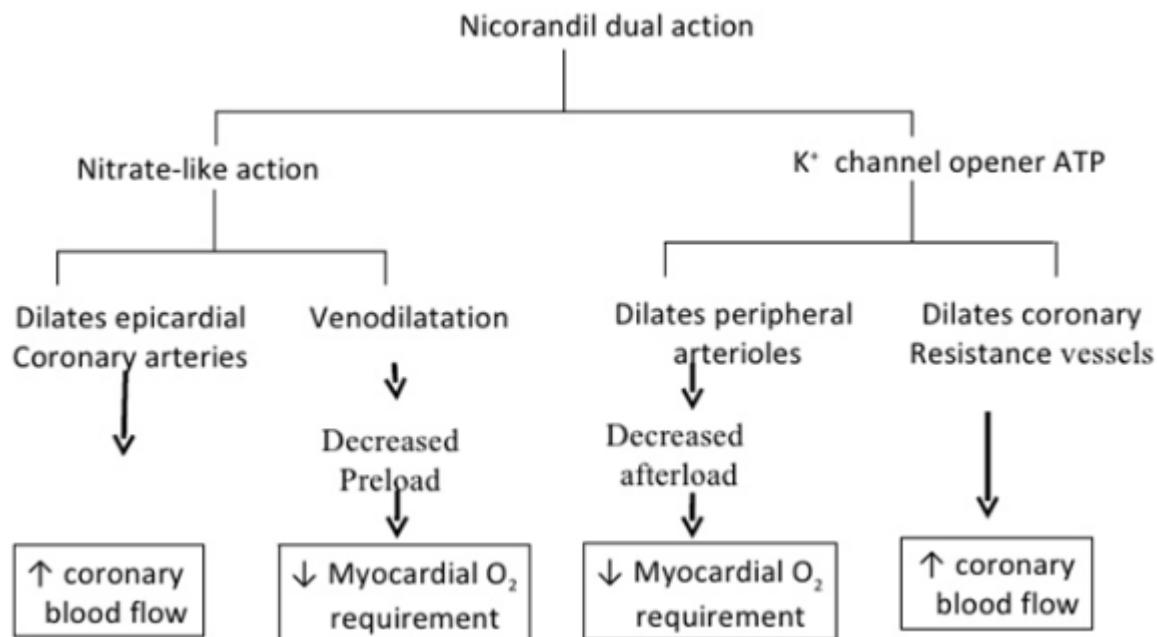 Nicorandil dual action
Nitrate-like action
K⁺ channel opener ATP
Dilates epicardial
Coronary arteries
Venodilatation
Dilates peripheral
arterioles
Dilates coronary
Resistance vessels
Decreased
Preload
Decreased
afterload
↑ coronary
blood flow
↓ Myocardial O₂
requirement
↓ Myocardial O₂
requirement
↑ coronary
blood flow